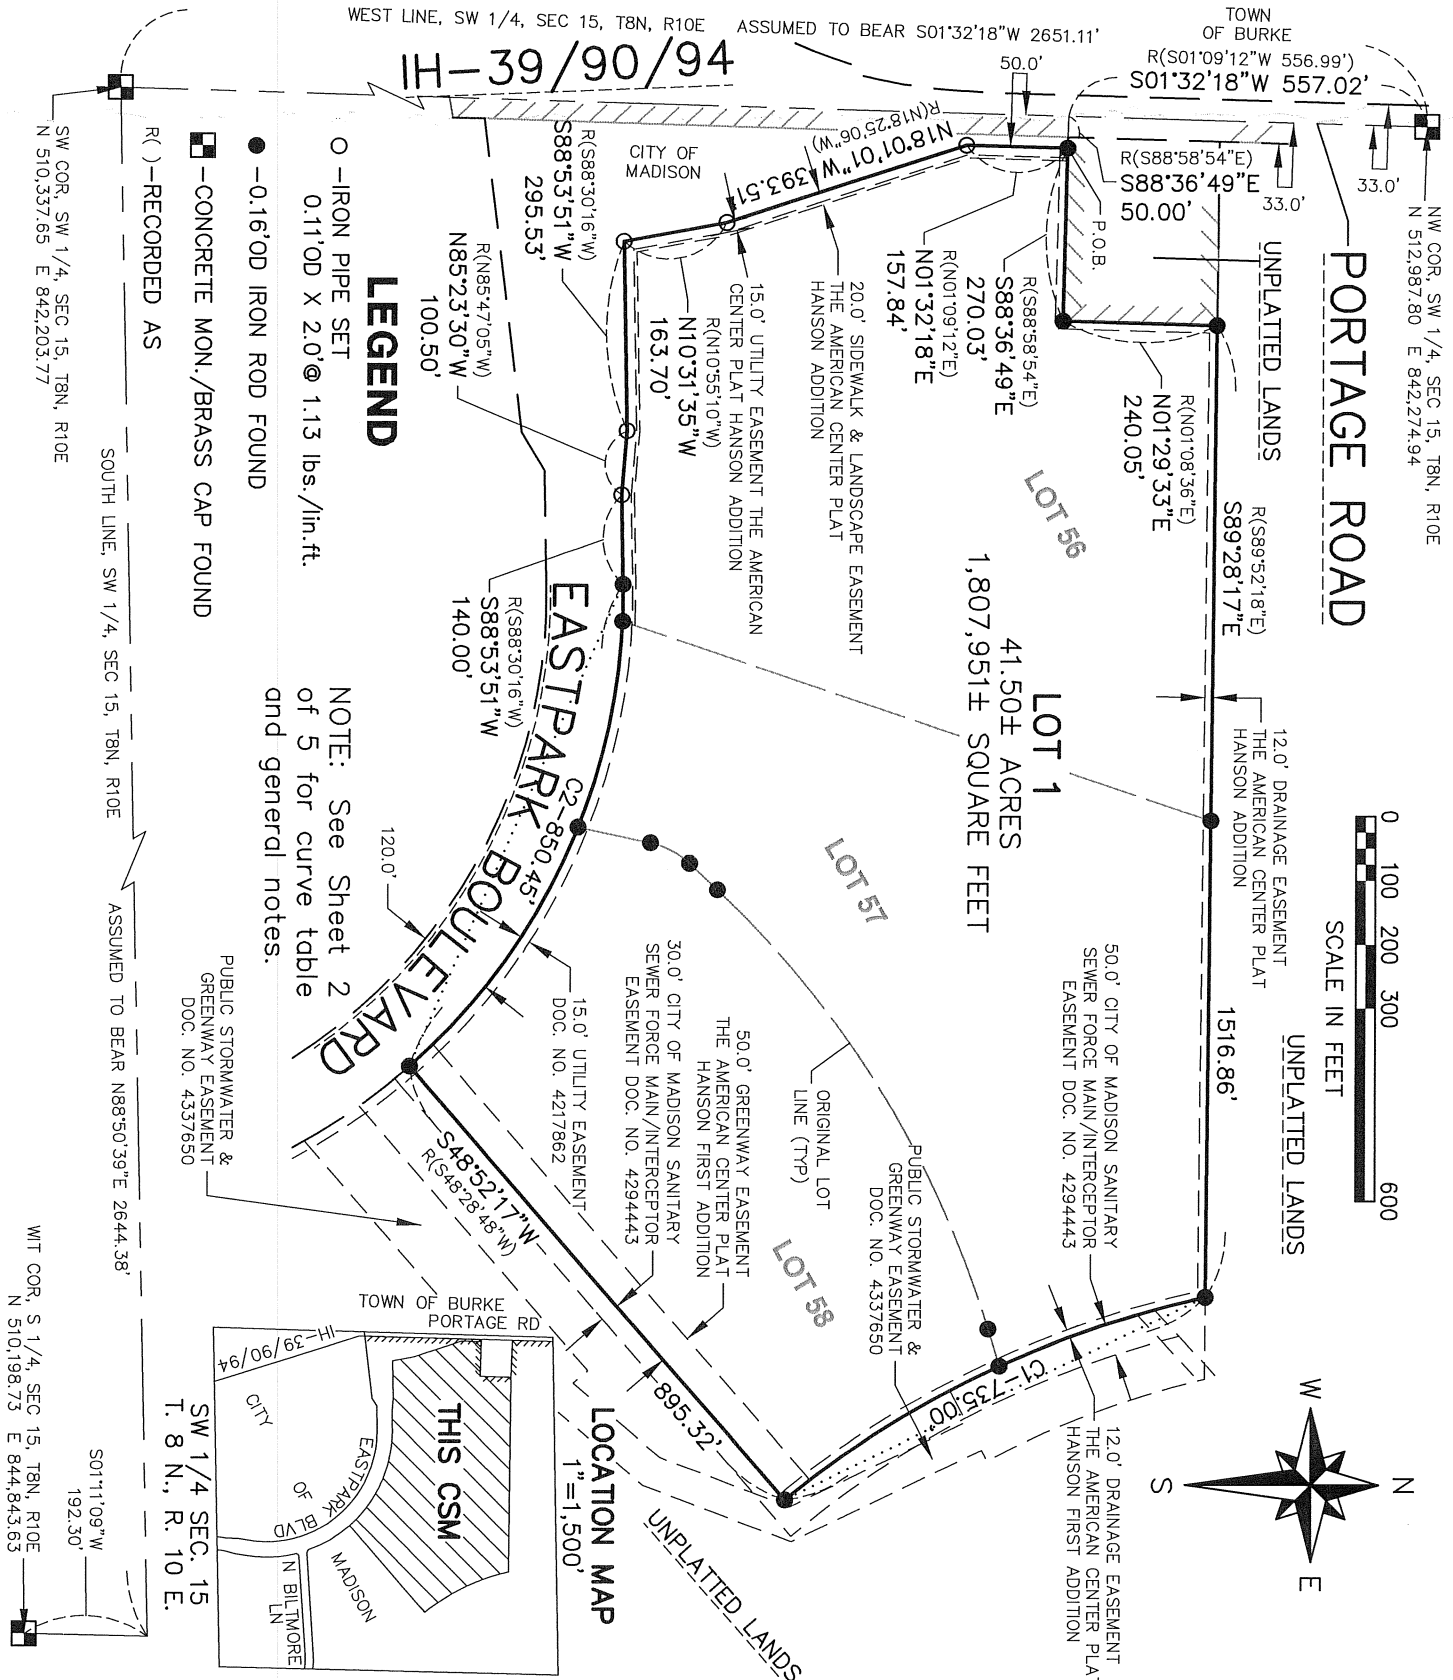 WEST LINE, SW 1/4, SEC 15, T8N, R10E
ASSUMED TO BEAR S01°32'18"W 2651.11'
TOWN
OF BURKE
R(S01°09'12"W 556.99')
S01°32'18"W 557.02'
IH-39/90/94
50.0'
33.0'
33.0'
NW COR, SW 1/4, SEC 15, T8N, R10E
N 512,987.80 E 842,274.94
PORTAGE ROAD
UNPLATTED LANDS
R(S88°58'54"E)
S88°36'49"E
50.00'
P.O.B.
R(N01°08'36"E)
N01°29'33"E
240.05'
R(S88°58'54"E)
S88°36'49"E
270.03'
R(N01°09'12"E)
N01°32'18"E
157.84'
N18°01'01"W 393.51'
R(N18°25'06"W)
CITY OF
MADISON
20.0' SIDEWALK & LANDSCAPE EASEMENT
THE AMERICAN CENTER PLAT
HANSON ADDITION
15.0' UTILITY EASEMENT THE AMERICAN
CENTER PLAT HANSON ADDITION
R(N10°55'10"W)
N10°31'35"W
163.70'
R(S88°30'16"W)
S88°53'51"W
295.53'
R(N85°47'05"W)
N85°23'30"W
100.50'
R(S88°30'16"W)
S88°53'51"W
140.00'
LOT 56
R(S89°52'18"E)
S89°28'17"E
1516.86'
12.0' DRAINAGE EASEMENT
THE AMERICAN CENTER PLAT
HANSON ADDITION
0 100 200 300 600
SCALE IN FEET
UNPLATTED LANDS
W N S E
LOT 1
41.50± ACRES
1,807,951± SQUARE FEET
LOT 57
LOT 58
ORIGINAL LOT
LINE (TYP)
50.0' CITY OF MADISON SANITARY
SEWER FORCE MAIN/INTERCEPTOR
EASEMENT DOC. NO. 4294443
PUBLIC STORMWATER &
GREENWAY EASEMENT
DOC. NO. 4337650
C1-735.00'
12.0' DRAINAGE EASEMENT
THE AMERICAN CENTER PLAT
HANSON FIRST ADDITION
50.0' GREENWAY EASEMENT
THE AMERICAN CENTER PLAT
HANSON FIRST ADDITION
30.0' CITY OF MADISON SANITARY
SEWER FORCE MAIN/INTERCEPTOR
EASEMENT DOC. NO. 4294443
15.0' UTILITY EASEMENT
DOC. NO. 4217862
C2-850.45'
EASTPARK BOULEVARD
120.0'
S48°52'17"W
895.32'
R(S48°28'48"W)
PUBLIC STORMWATER &
GREENWAY EASEMENT
DOC. NO. 4337650
UNPLATTED LANDS
LEGEND
-IRON PIPE SET
0.11'OD X 2.0'@ 1.13 lbs./lin.ft.
-0.16'OD IRON ROD FOUND
-CONCRETE MON./BRASS CAP FOUND
R( )-RECORDED AS
NOTE: See Sheet 2
of 5 for curve table
and general notes.
SW COR, SW 1/4, SEC 15, T8N, R10E
N 510,337.65 E 842,203.77
SOUTH LINE, SW 1/4, SEC 15, T8N, R10E
ASSUMED TO BEAR N88°50'39"E 2644.38'
WIT COR, S 1/4, SEC 15, T8N, R10E
N 510,198.73 E 844,843.63
S01°11'09"W
192.30'
LOCATION MAP
1"=1,500'
TOWN OF BURKE
PORTAGE RD
IH-39/90/94
THIS CSM
CITY
OF
MADISON
EASTPARK BLVD
N BILTMORE
LN
SW 1/4 SEC. 15
T. 8 N., R. 10 E.